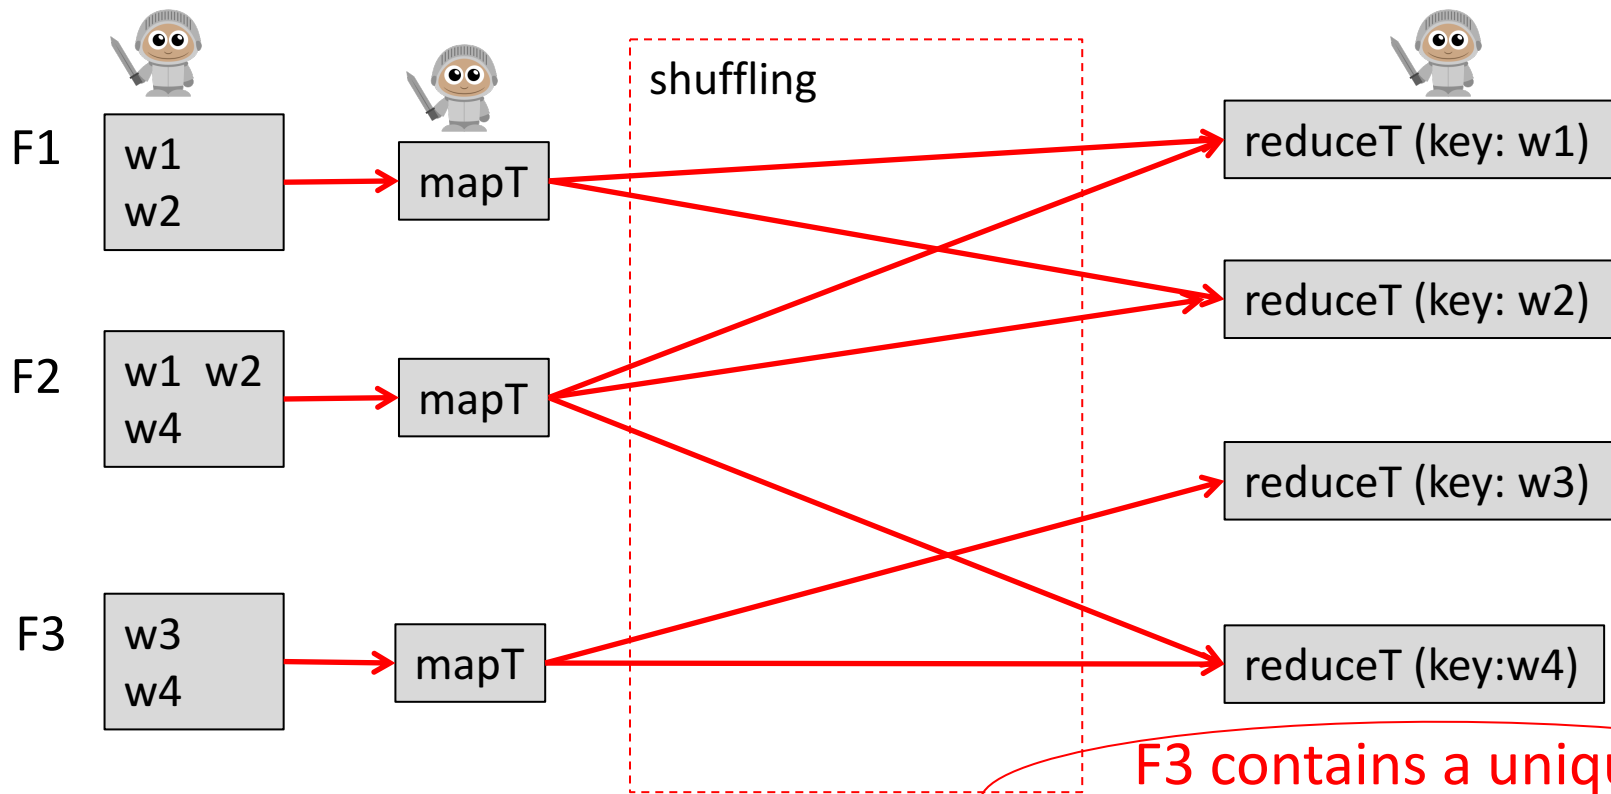 shuffling
F1
w1
w2
mapT
reduceT (key: w1)
reduceT (key: w2)
F2
w1 w2
w4
mapT
reduceT (key: w3)
F3
w3
w4
mapT
reduceT (key:w4)
F3 contains a